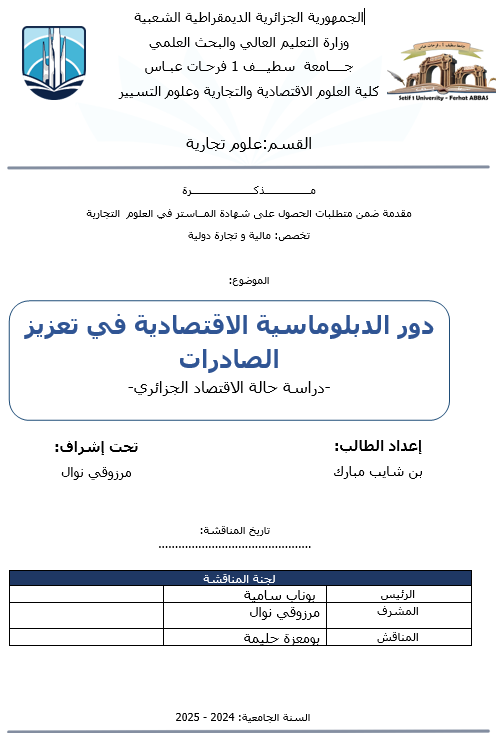 الجمهورية الجزائرية الديمقراطية الشعبية
وزارة التعليم العالي والبحث العلمي
جـــامعة سطيـــف 1 فرحـات عبـاس
كلية العلوم الاقتصادية والتجارية وعلوم التسيير
Setif 1 University - Ferhat ABBAS
القسم:علوم تجارية
مـــــــــــذكــــــــــــــرة
مقدمة ضمن متطلبات الحصول على شهادة المــاستر في العلوم التجارية
تخصص: مالية و تجارة دولية
الموضوع:
دور الدبلوماسية الاقتصادية في تعزيز
الصادرات
-دراسة حالة الاقتصاد الجزائري-
إعداد الطالب: تحت إشراف:
بن شايب مبارك مرزوقي نوال
تاريخ المناقشة:
..............................................
لجنة المناقشة
الرئيس بوناب سامية
المشرف مرزوقي نوال
المناقش بومعزة حليمة
السنة الجامعية: 2024 - 2025